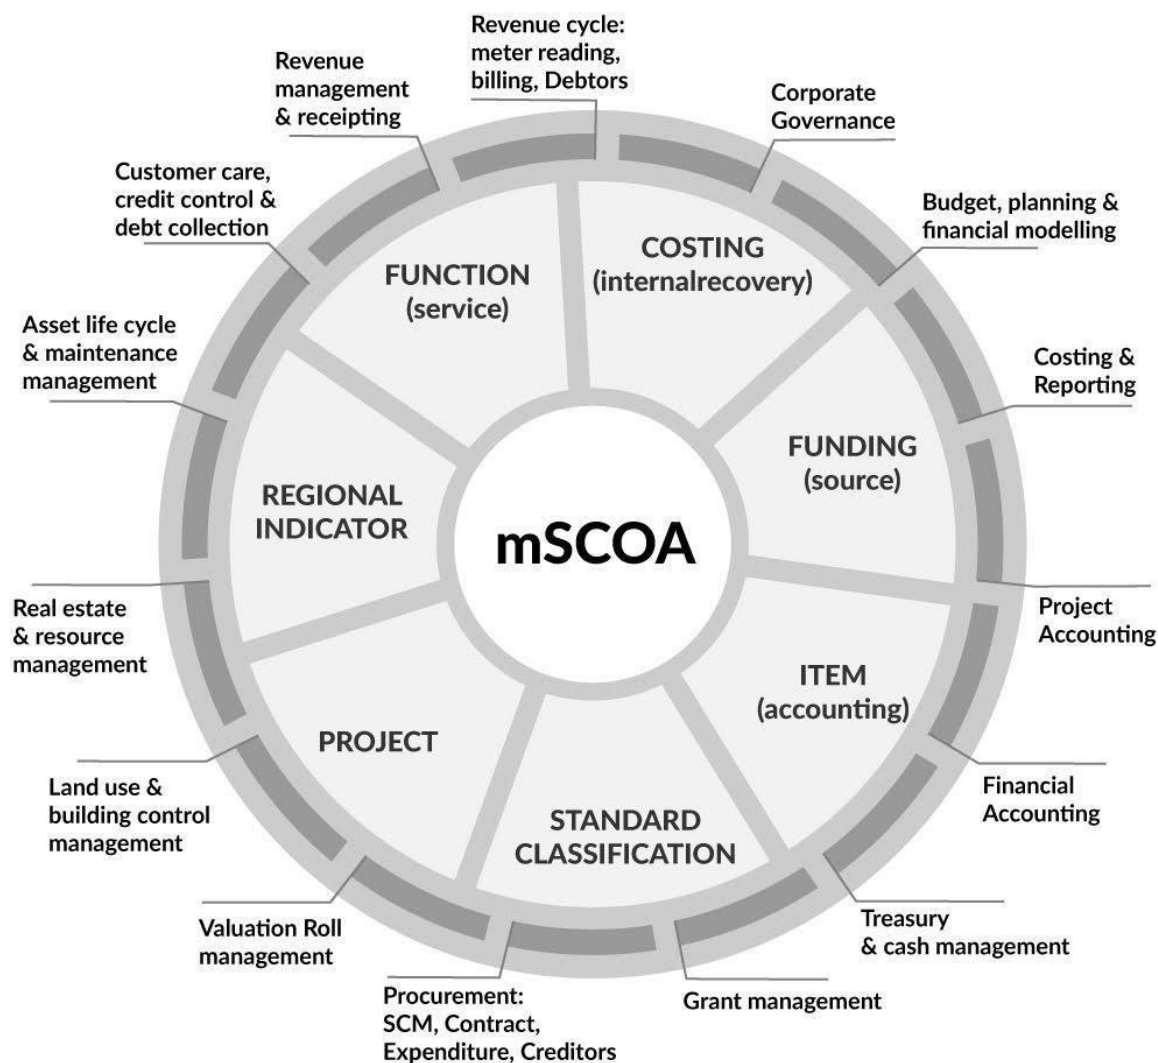 Revenue cycle:
meter reading,
billing, Debtors
Revenue
management
& receipting
Corporate
Governance
Customer care,
credit control &
debt collection
Budget, planning &
financial modelling
Asset life cycle
& maintenance
management
Costing &
Reporting
Real estate
& resource
management
Project
Accounting
Land use &
building control
management
Financial
Accounting
Valuation Roll
management
Treasury
& cash management
Procurement:
SCM, Contract,
Expenditure, Creditors
Grant management
FUNCTION
(service)
COSTING
(internalrecovery)
FUNDING
(source)
ITEM
(accounting)
STANDARD
CLASSIFICATION
PROJECT
REGIONAL
INDICATOR
mSCOA